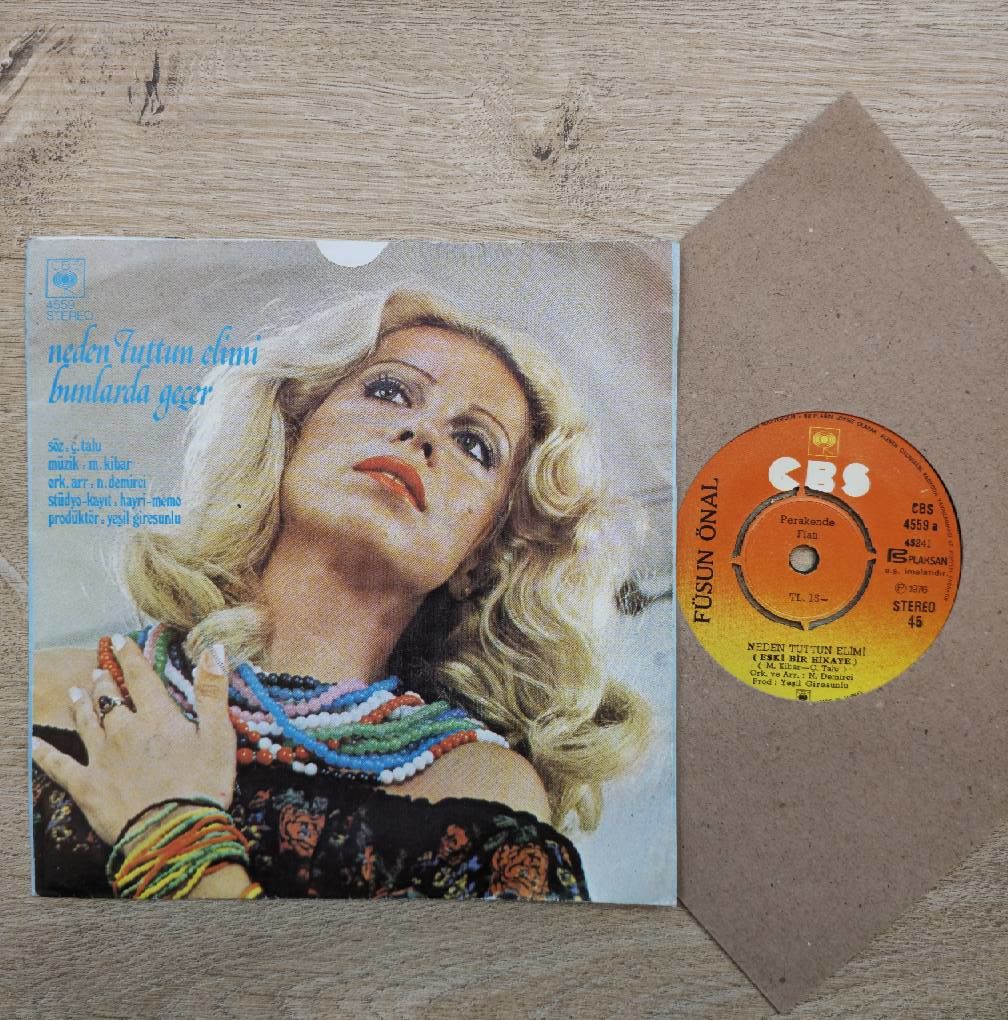 CBS
4559
STEREO
neden Tuttun elimi
bunlarda geçer
söz. ç. talu
müzik. m. kibar
ork. arr. n. demirci
stüdyo-kayıt. hayri-memo
prodüktör. yeşil giresunlu
CBS
FÜSUN ÖNAL
Perakende
Fiatı
TL. 15-
CBS
4559 a
45241
PLAKSAN
a.ş. imalatıdır.
℗ 1976
STEREO
45
NEDEN TUTTUN ELİMİ
( ESKİ BİR HİKAYE )
( M. Kibar—Ç. Talu )
Ork. ve Arr. : N. Demirci
Prod : Yeşil Giresunlu